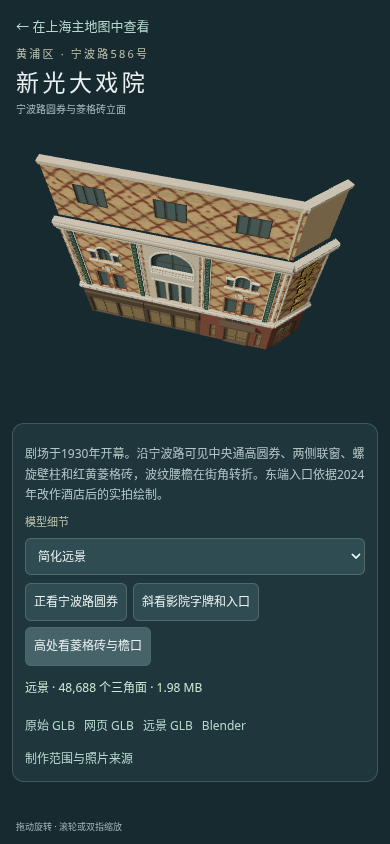 ← 在上海主地图中查看
黄浦区 · 宁波路586号
新光大戏院
宁波路圆券与菱格砖立面
剧场于1930年开幕。沿宁波路可见中央通高圆券、两侧联窗、螺
旋壁柱和红黄菱格砖，波纹腰檐在街角转折。东端入口依据2024
年改作酒店后的实拍绘制。
模型细节
简化远景
正看宁波路圆券
斜看影院字牌和入口
高处看菱格砖与檐口
远景 · 48,688 个三角面 · 1.98 MB
原始 GLB 网页 GLB 远景 GLB Blender
制作范围与照片来源
拖动旋转 · 滚轮或双指缩放